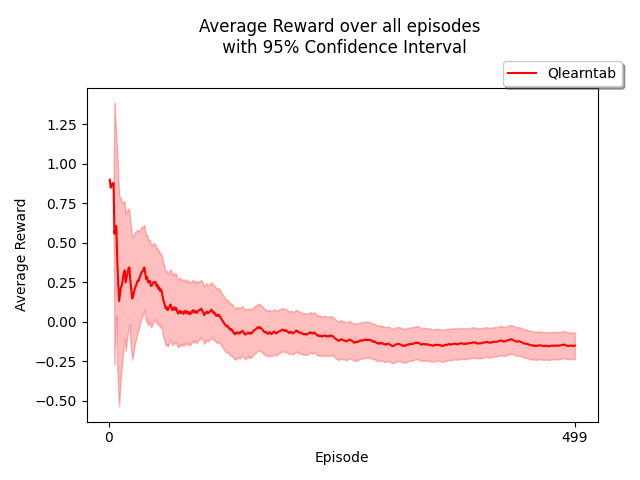 Average Reward over all episodes
with 95% Confidence Interval
Qlearntab
1.25
1.00
0.75
0.50
0.25
0.00
−0.25
−0.50
Average Reward
0
499
Episode